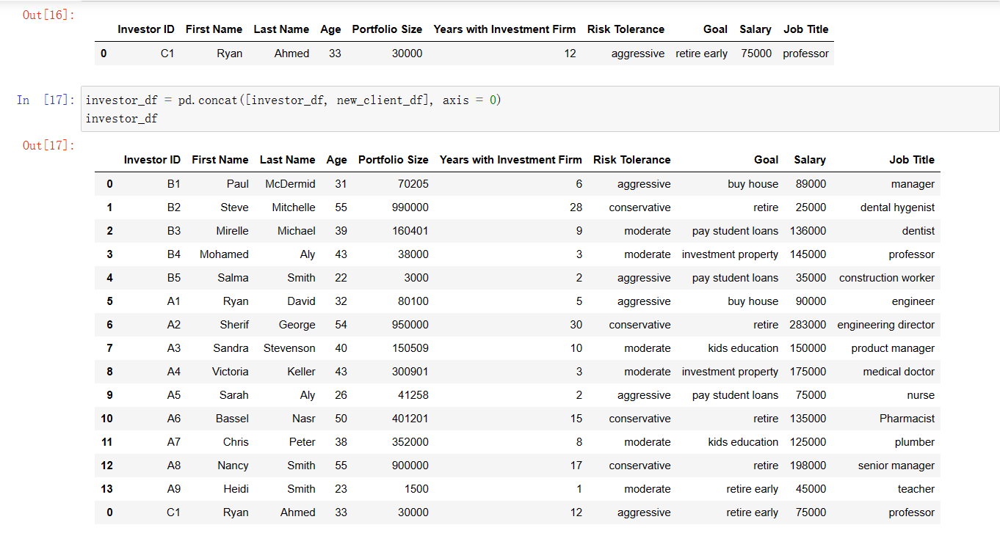 Out[16]:
Investor ID First Name Last Name Age Portfolio Size Years with Investment Firm Risk Tolerance Goal Salary Job Title
0 C1 Ryan Ahmed 33 30000 12 aggressive retire early 75000 professor
In [17]: investor_df = pd.concat([investor_df, new_client_df], axis = 0)
investor_df
Out[17]:
Investor ID First Name Last Name Age Portfolio Size Years with Investment Firm Risk Tolerance Goal Salary Job Title
0 B1 Paul McDermid 31 70205 6 aggressive buy house 89000 manager
1 B2 Steve Mitchelle 55 990000 28 conservative retire 25000 dental hygenist
2 B3 Mirelle Michael 39 160401 9 moderate pay student loans 136000 dentist
3 B4 Mohamed Aly 43 38000 3 moderate investment property 145000 professor
4 B5 Salma Smith 22 3000 2 aggressive pay student loans 35000 construction worker
5 A1 Ryan David 32 80100 5 aggressive buy house 90000 engineer
6 A2 Sherif George 54 950000 30 conservative retire 283000 engineering director
7 A3 Sandra Stevenson 40 150509 10 moderate kids education 150000 product manager
8 A4 Victoria Keller 43 300901 3 moderate investment property 175000 medical doctor
9 A5 Sarah Aly 26 41258 2 aggressive pay student loans 75000 nurse
10 A6 Bassel Nasr 50 401201 15 conservative retire 135000 Pharmacist
11 A7 Chris Peter 38 352000 8 moderate kids education 125000 plumber
12 A8 Nancy Smith 55 900000 17 conservative retire 198000 senior manager
13 A9 Heidi Smith 23 1500 1 moderate retire early 45000 teacher
0 C1 Ryan Ahmed 33 30000 12 aggressive retire early 75000 professor